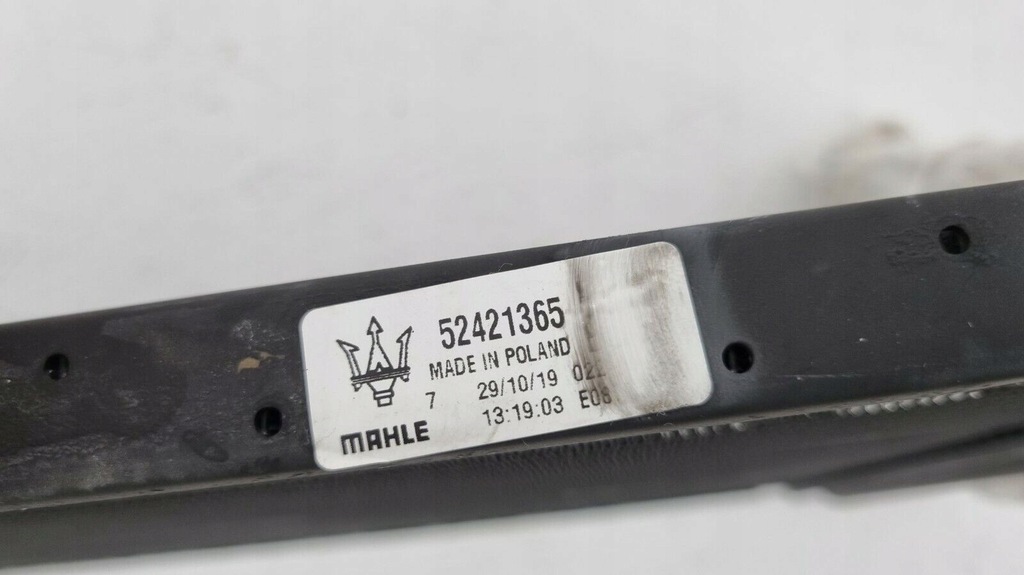 52421365
MADE IN POLAND
7 29/10/19
13:19:03 E08
MAHLE